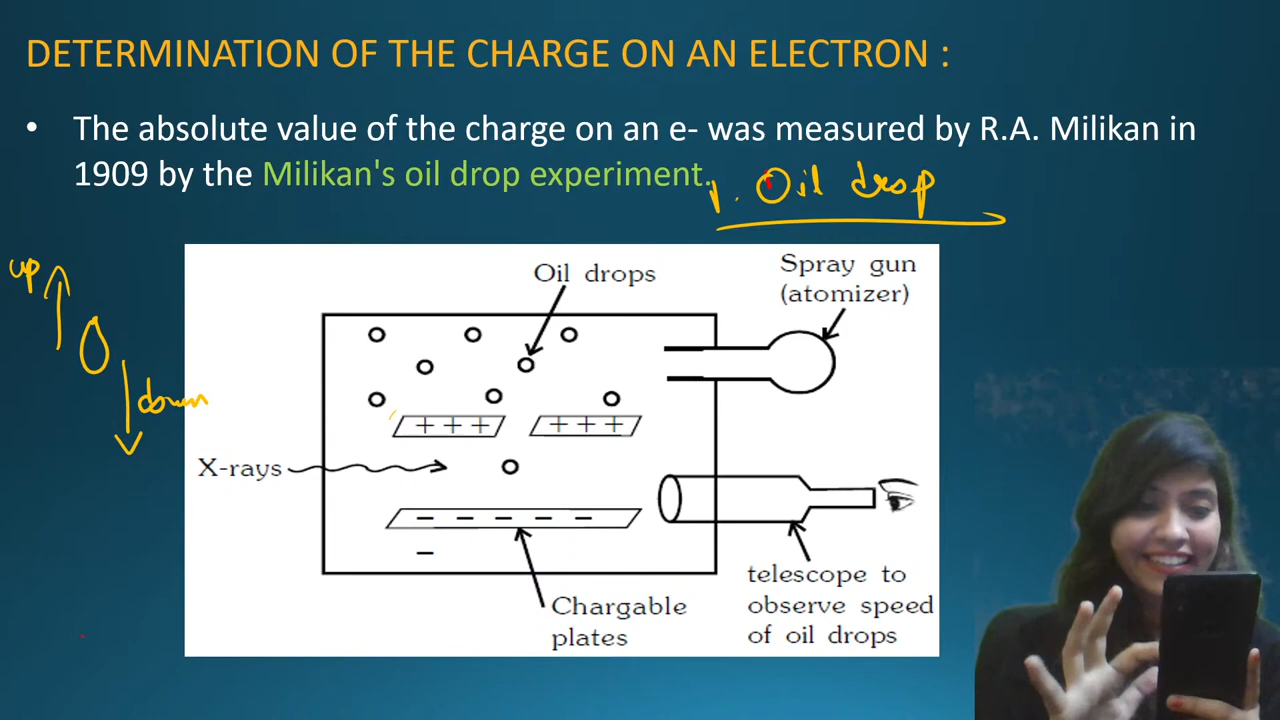 DETERMINATION OF THE CHARGE ON AN ELECTRON :
• The absolute value of the charge on an e- was measured by R.A. Milikan in
1909 by the Milikan's oil drop experiment.
1. Oil drop
up
down
Oil drops
Spray gun
(atomizer)
+ + +
+ + +
X-rays
– – – – –
–
Chargable
plates
telescope to
observe speed
of oil drops